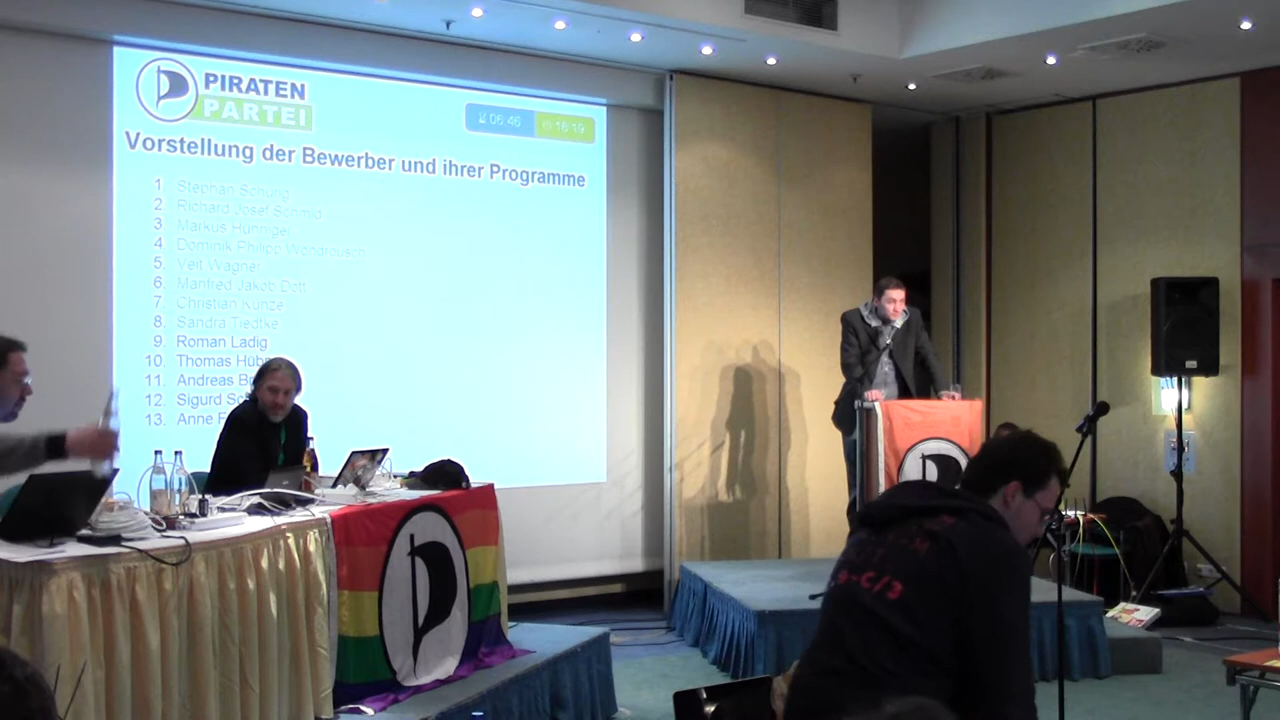 PIRATEN
PARTEI
06:46
16:19
Vorstellung der Bewerber und ihrer Programme
1. Stephan Schurig
2. Richard Josef Schmid
3. Markus Hünniger
4. Dominik Philipp Wondrousch
5. Veit Wagner
6. Manfred Jakob Dott
7. Christian Kunze
8. Sandra Tiedtke
9. Roman Ladig
10. Thomas
11. Andreas
12. Sigurd
13. Anne